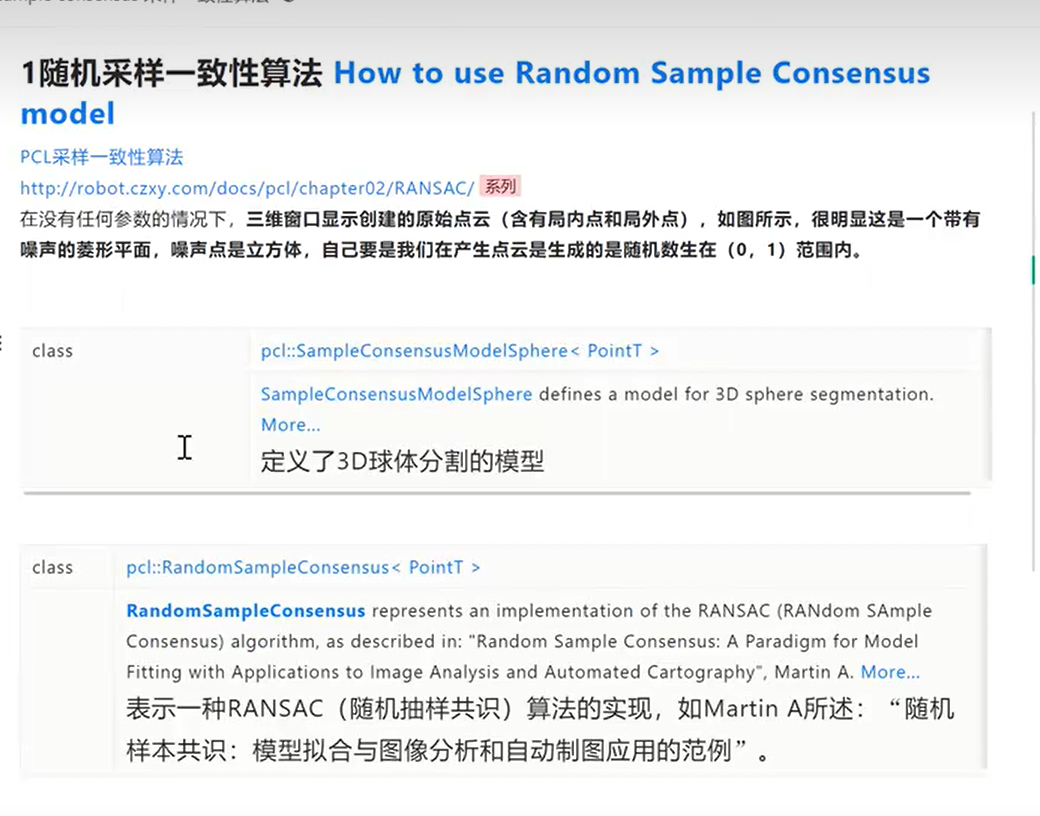 1随机采样一致性算法 How to use Random Sample Consensus
model
PCL采样一致性算法
http://robot.czxy.com/docs/pcl/chapter02/RANSAC/ 系列
在没有任何参数的情况下，三维窗口显示创建的原始点云（含有局内点和局外点），如图所示，很明显这是一个带有
噪声的菱形平面，噪声点是立方体，自己要是我们在产生点云是生成的是随机数生在（0，1）范围内。
class
pcl::SampleConsensusModelSphere< PointT >
SampleConsensusModelSphere defines a model for 3D sphere segmentation.
More...
定义了3D球体分割的模型
class
pcl::RandomSampleConsensus< PointT >
RandomSampleConsensus represents an implementation of the RANSAC (RANdom SAmple
Consensus) algorithm, as described in: "Random Sample Consensus: A Paradigm for Model
Fitting with Applications to Image Analysis and Automated Cartography", Martin A. More...
表示一种RANSAC（随机抽样共识）算法的实现，如Martin A所述：“随机
样本共识：模型拟合与图像分析和自动制图应用的范例”。